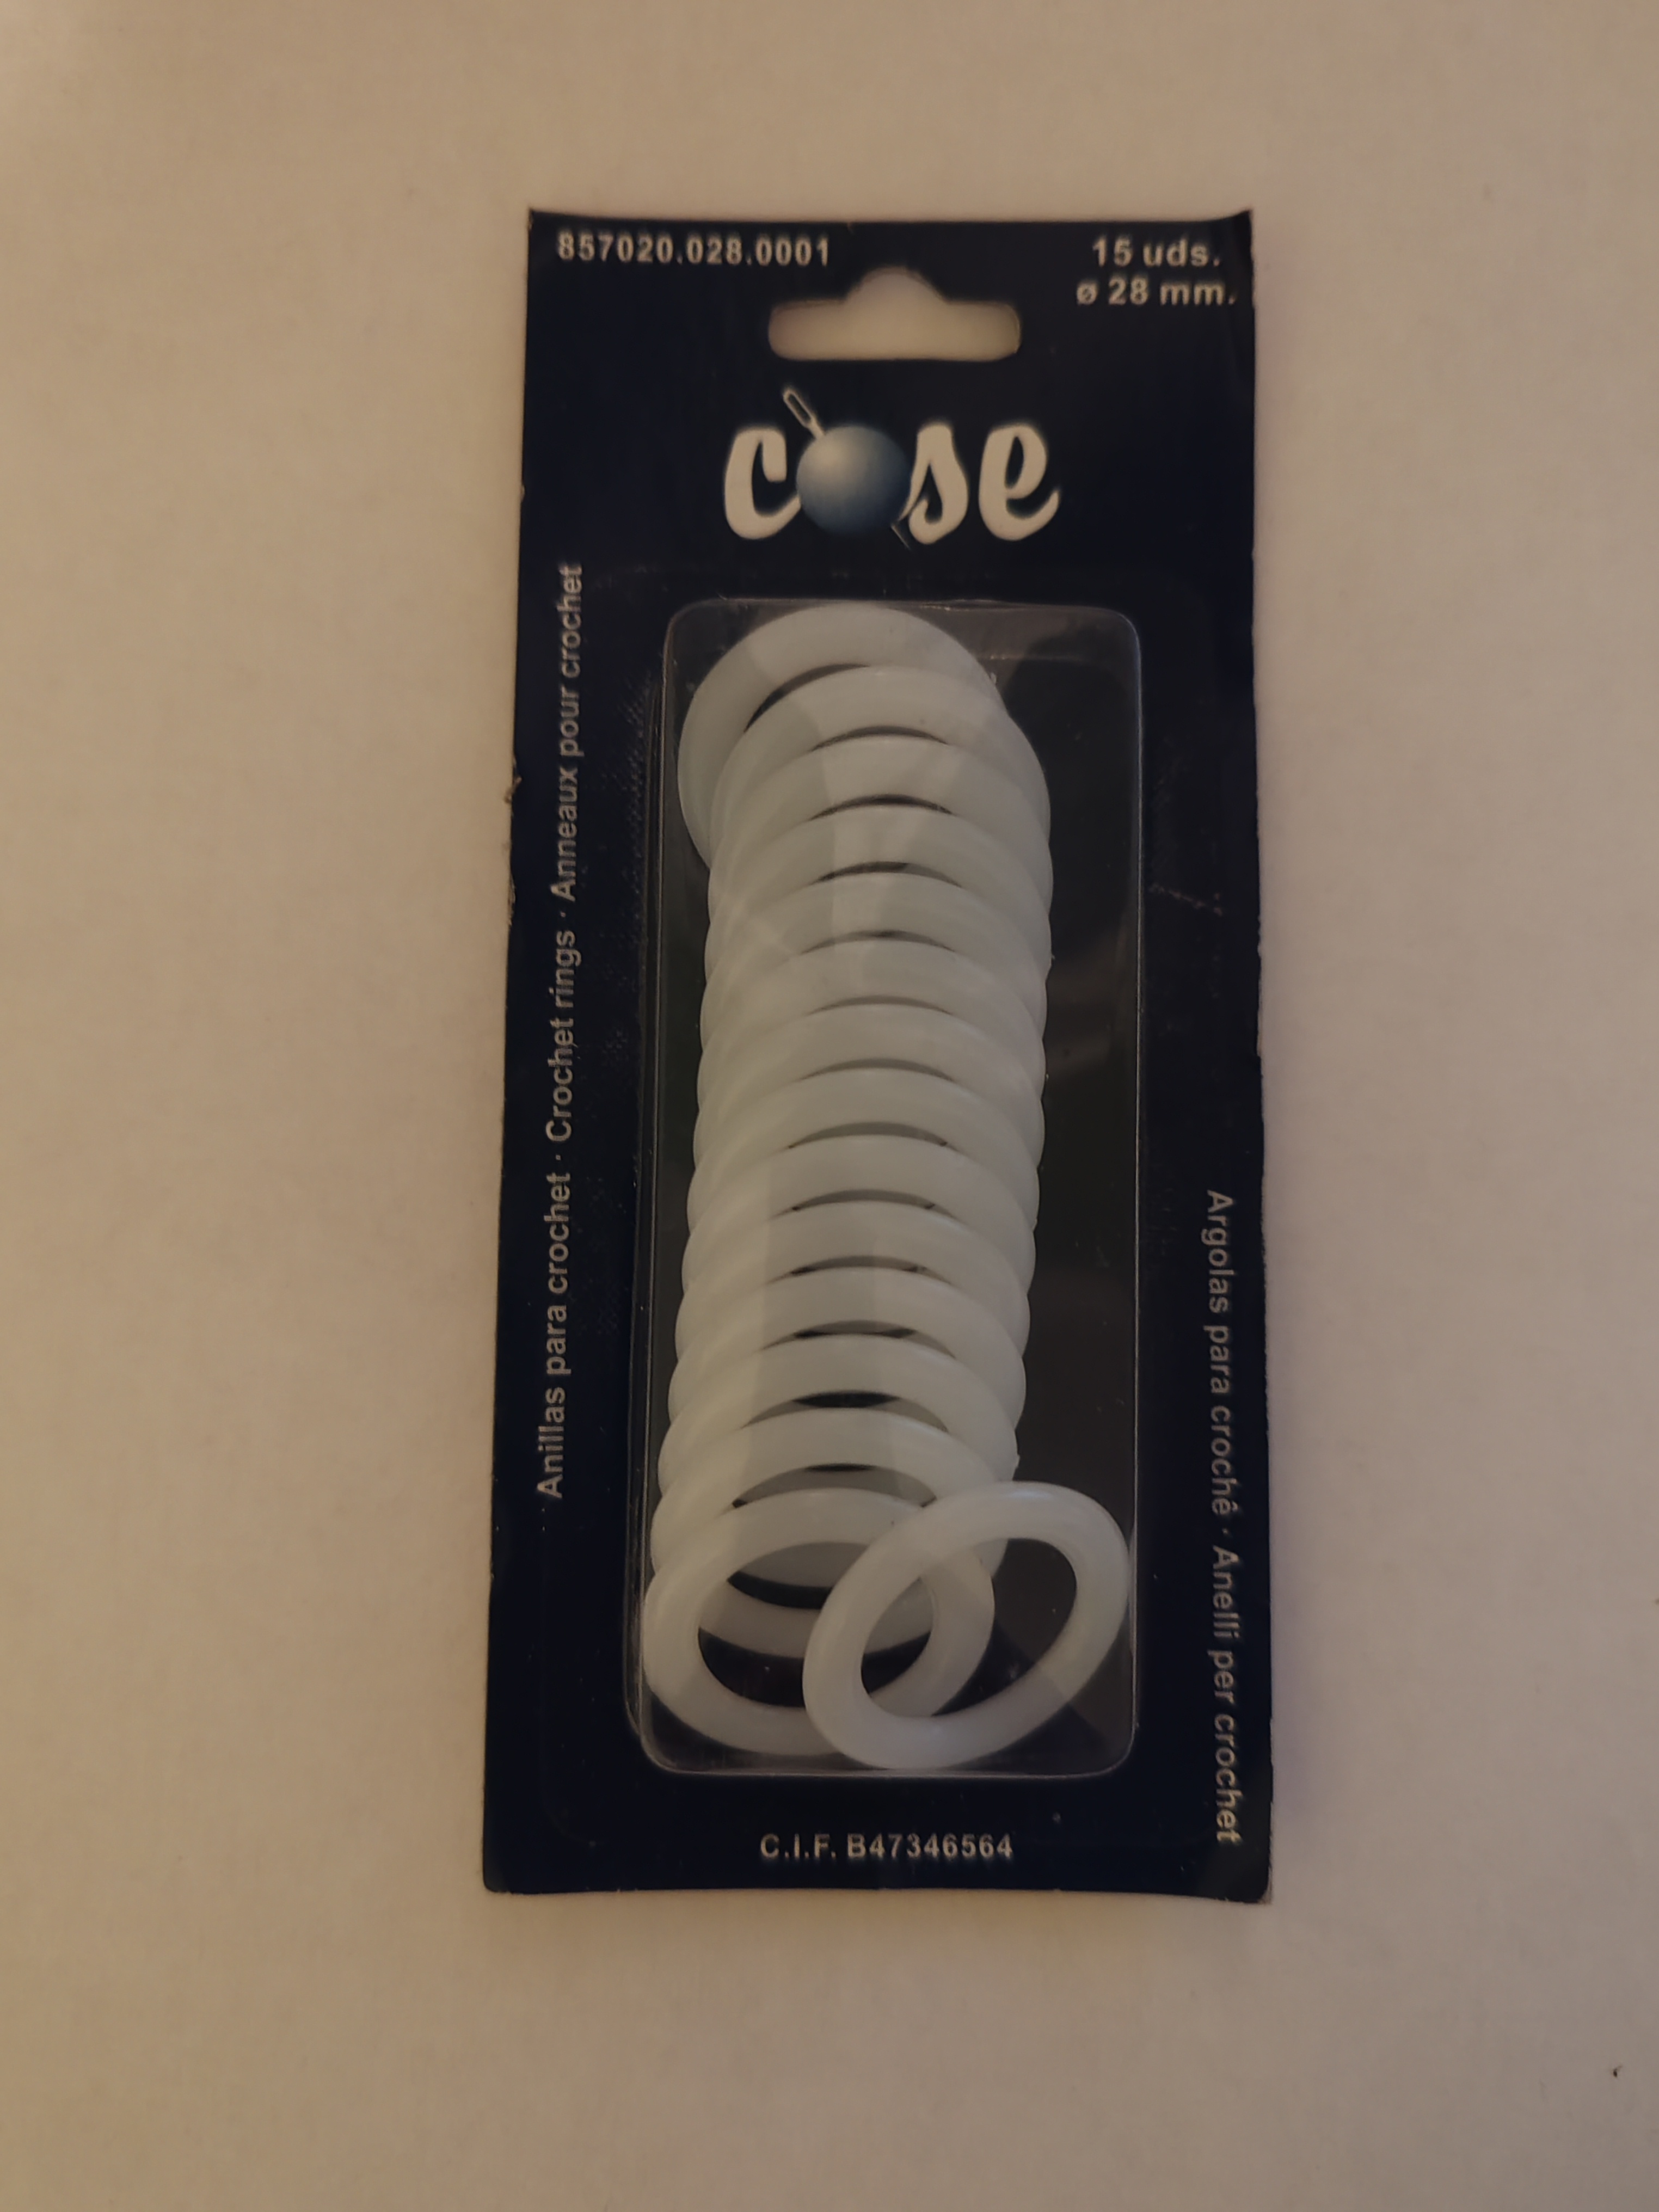 857020.028.0001
15 uds.
ø 28 mm.
cose
Anillas para crochet · Crochet rings · Anneaux pour crochet
Argolas para croché · Anelli per crochet
C.I.F. B47346564